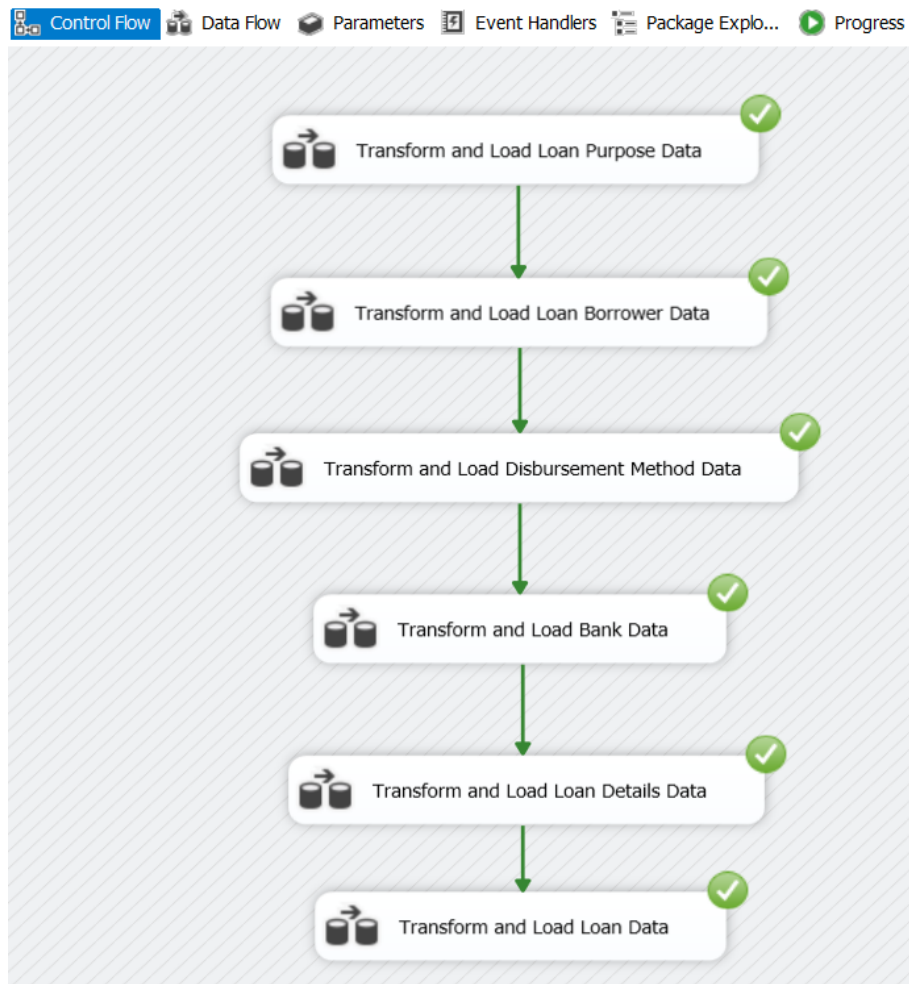 Control Flow Data Flow Parameters Event Handlers Package Explo... Progress
Transform and Load Loan Purpose Data
Transform and Load Loan Borrower Data
Transform and Load Disbursement Method Data
Transform and Load Bank Data
Transform and Load Loan Details Data
Transform and Load Loan Data